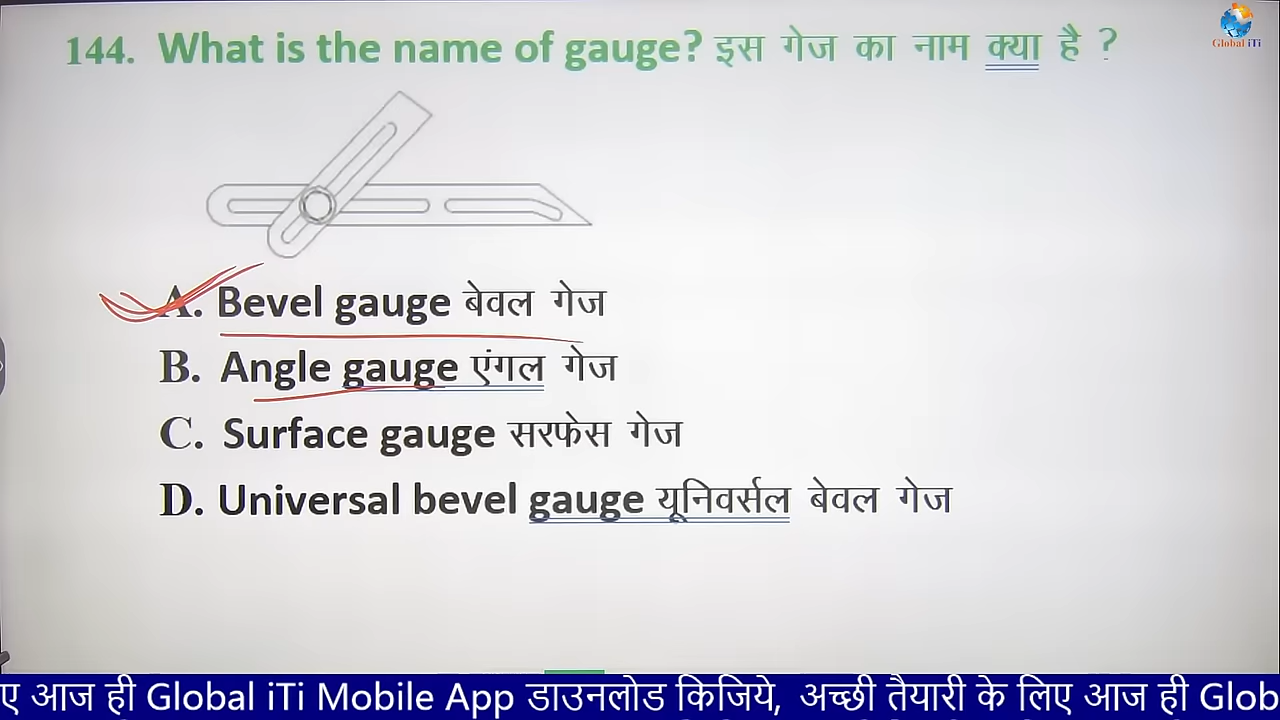 144. What is the name of gauge? इस गेज का नाम क्या है ?
Global iTi
A. Bevel gauge बेवल गेज
B. Angle gauge एंगल गेज
C. Surface gauge सरफेस गेज
D. Universal bevel gauge यूनिवर्सल बेवल गेज
ए आज ही Global iTi Mobile App डाउनलोड किजिये, अच्छी तैयारी के लिए आज ही Glob